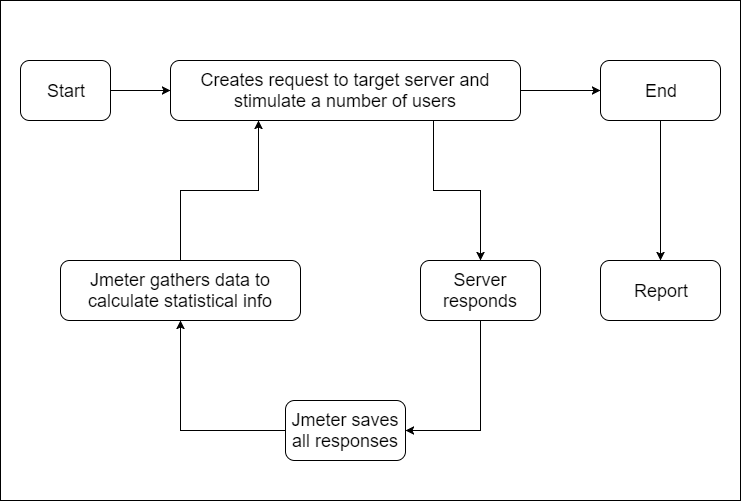 Start
Creates request to target server and
stimulate a number of users
End
Jmeter gathers data to
calculate statistical info
Server
responds
Report
Jmeter saves
all responses